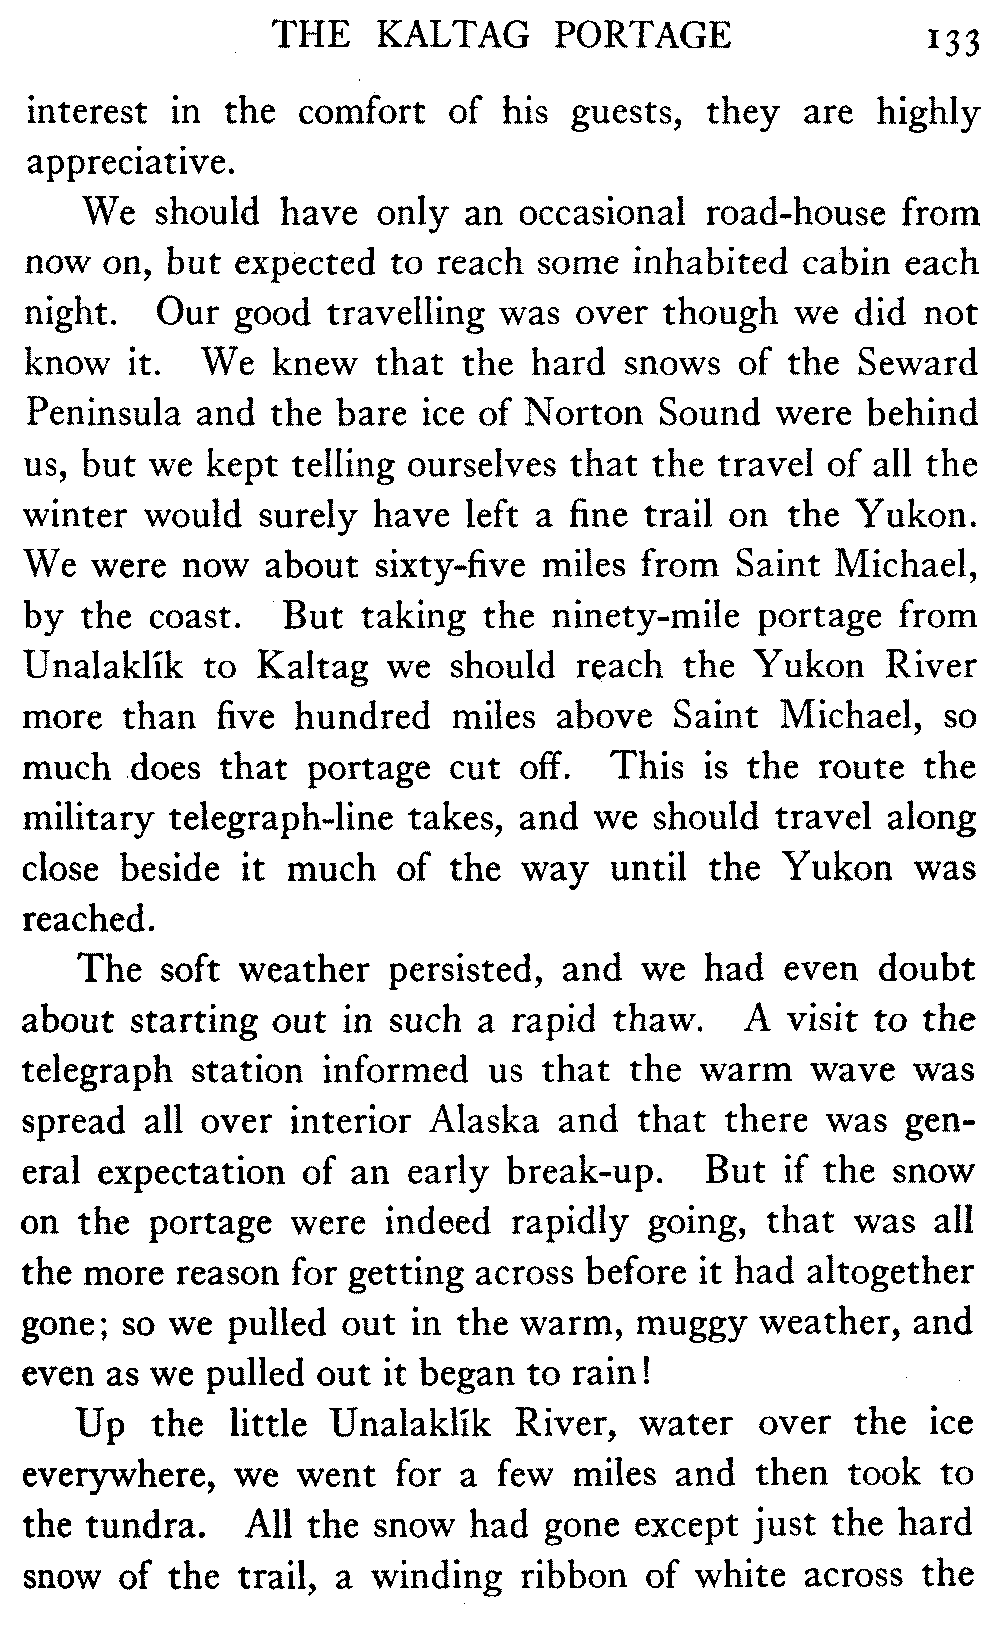 THE KALTAG PORTAGE 133
interest in the comfort of his guests, they are highly
appreciative.
We should have only an occasional road-house from
now on, but expected to reach some inhabited cabin each
night. Our good travelling was over though we did not
know it. We knew that the hard snows of the Seward
Peninsula and the bare ice of Norton Sound were behind
us, but we kept telling ourselves that the travel of all the
winter would surely have left a fine trail on the Yukon.
We were now about sixty-five miles from Saint Michael,
by the coast. But taking the ninety-mile portage from
Unalaklík to Kaltag we should reach the Yukon River
more than five hundred miles above Saint Michael, so
much does that portage cut off. This is the route the
military telegraph-line takes, and we should travel along
close beside it much of the way until the Yukon was
reached.
The soft weather persisted, and we had even doubt
about starting out in such a rapid thaw. A visit to the
telegraph station informed us that the warm wave was
spread all over interior Alaska and that there was gen-
eral expectation of an early break-up. But if the snow
on the portage were indeed rapidly going, that was all
the more reason for getting across before it had altogether
gone; so we pulled out in the warm, muggy weather, and
even as we pulled out it began to rain!
Up the little Unalaklík River, water over the ice
everywhere, we went for a few miles and then took to
the tundra. All the snow had gone except just the hard
snow of the trail, a winding ribbon of white across the